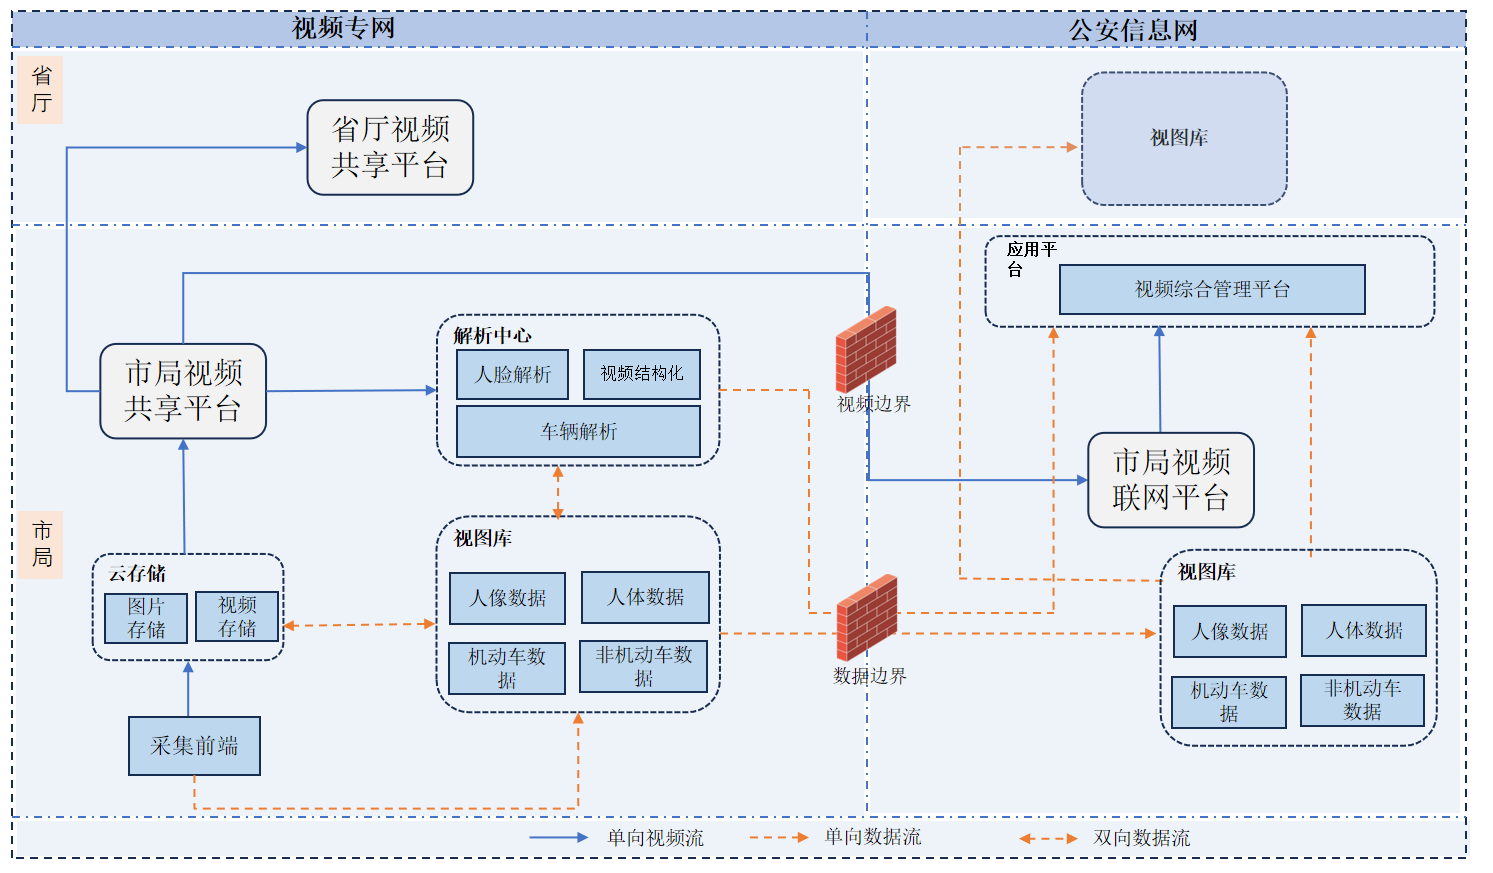 视频专网
公安信息网
省
厅
省厅视频
共享平台
视图库
应用平
台
视频综合管理平台
解析中心
人脸解析
视频结构化
车辆解析
市局视频
共享平台
视频边界
市局视频
联网平台
市
局
云存储
图片
存储
视频
存储
视图库
人像数据
人体数据
机动车数
据
非机动车数
据
数据边界
视图库
人像数据
人体数据
机动车数
据
非机动车
数据
采集前端
单向视频流
单向数据流
双向数据流